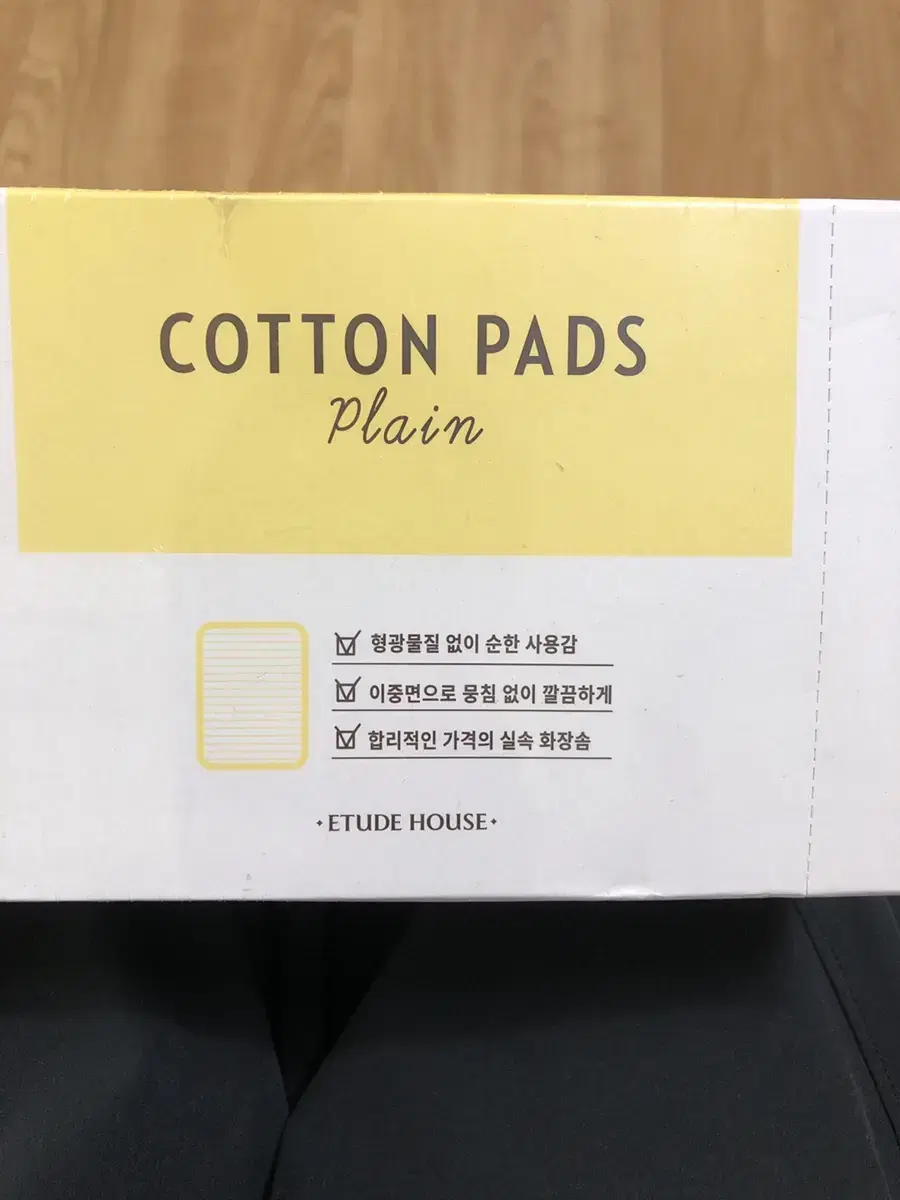 COTTON PADS
Plain
형광물질 없이 순한 사용감
이중면으로 뭉침 없이 깔끔하게
합리적인 가격의 실속 화장솜
ETUDE HOUSE